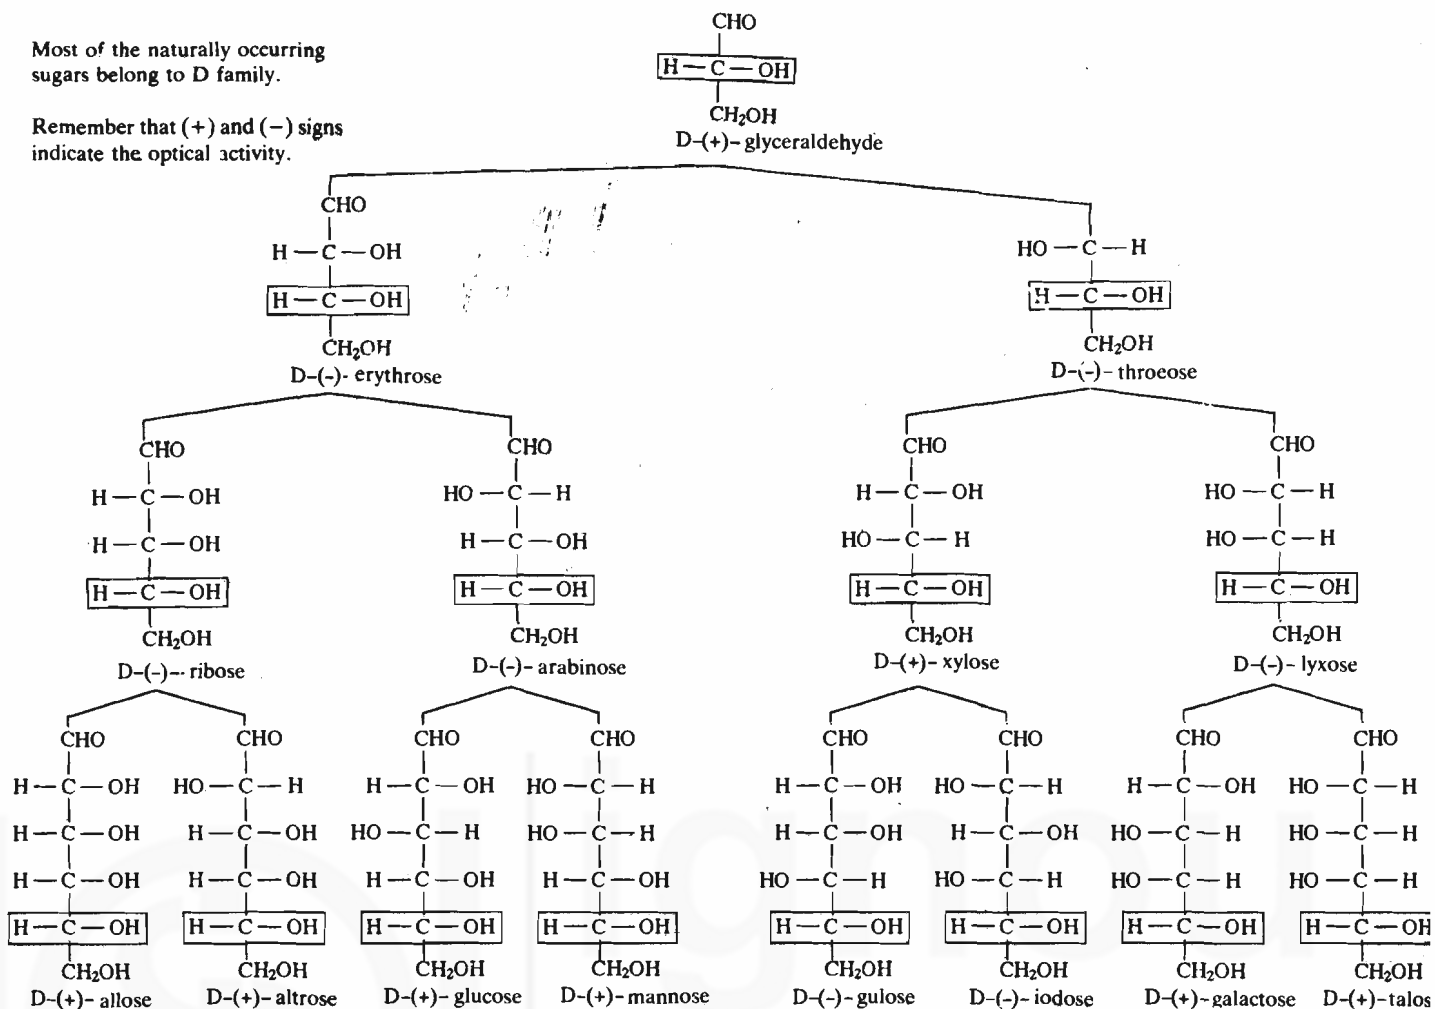 Most of the naturally occurring
sugars belong to D family.
Remember that (+) and (−) signs
indicate the optical activity.
CHO
H—C—OH
CH₂OH
D-(+)-glyceraldehyde
CHO
H—C—OH HO—C—H
H—C—OH H—C—OH
CH₂OH CH₂OH
D-(-)-erythrose D-(-)-throeose
CHO CHO CHO CHO
H—C—OH HO—C—H H—C—OH HO—C—H
H—C—OH H—C—OH HO—C—H HO—C—H
H—C—OH H—C—OH H—C—OH H—C—OH
CH₂OH CH₂OH CH₂OH CH₂OH
D-(-)--ribose D-(-)-arabinose D-(+)-xylose D-(-)-lyxose
CHO CHO CHO CHO CHO CHO CHO CHO
H—C—OH HO—C—H H—C—OH HO—C—H H—C—OH HO—C—H H—C—OH HO—C—H
H—C—OH H—C—OH HO—C—H HO—C—H H—C—OH H—C—OH HO—C—H HO—C—H
H—C—OH H—C—OH H—C—OH H—C—OH HO—C—H HO—C—H HO—C—H HO—C—H
H—C—OH H—C—OH H—C—OH H—C—OH H—C—OH H—C—OH H—C—OH H—C—OH
CH₂OH CH₂OH CH₂OH CH₂OH CH₂OH CH₂OH CH₂OH CH₂OH
D-(+)-allose D-(+)-altrose D-(+)-glucose D-(+)-mannose D-(-)-gulose D-(-)-iodose D-(+)-galactose D-(+)-talos
ignou